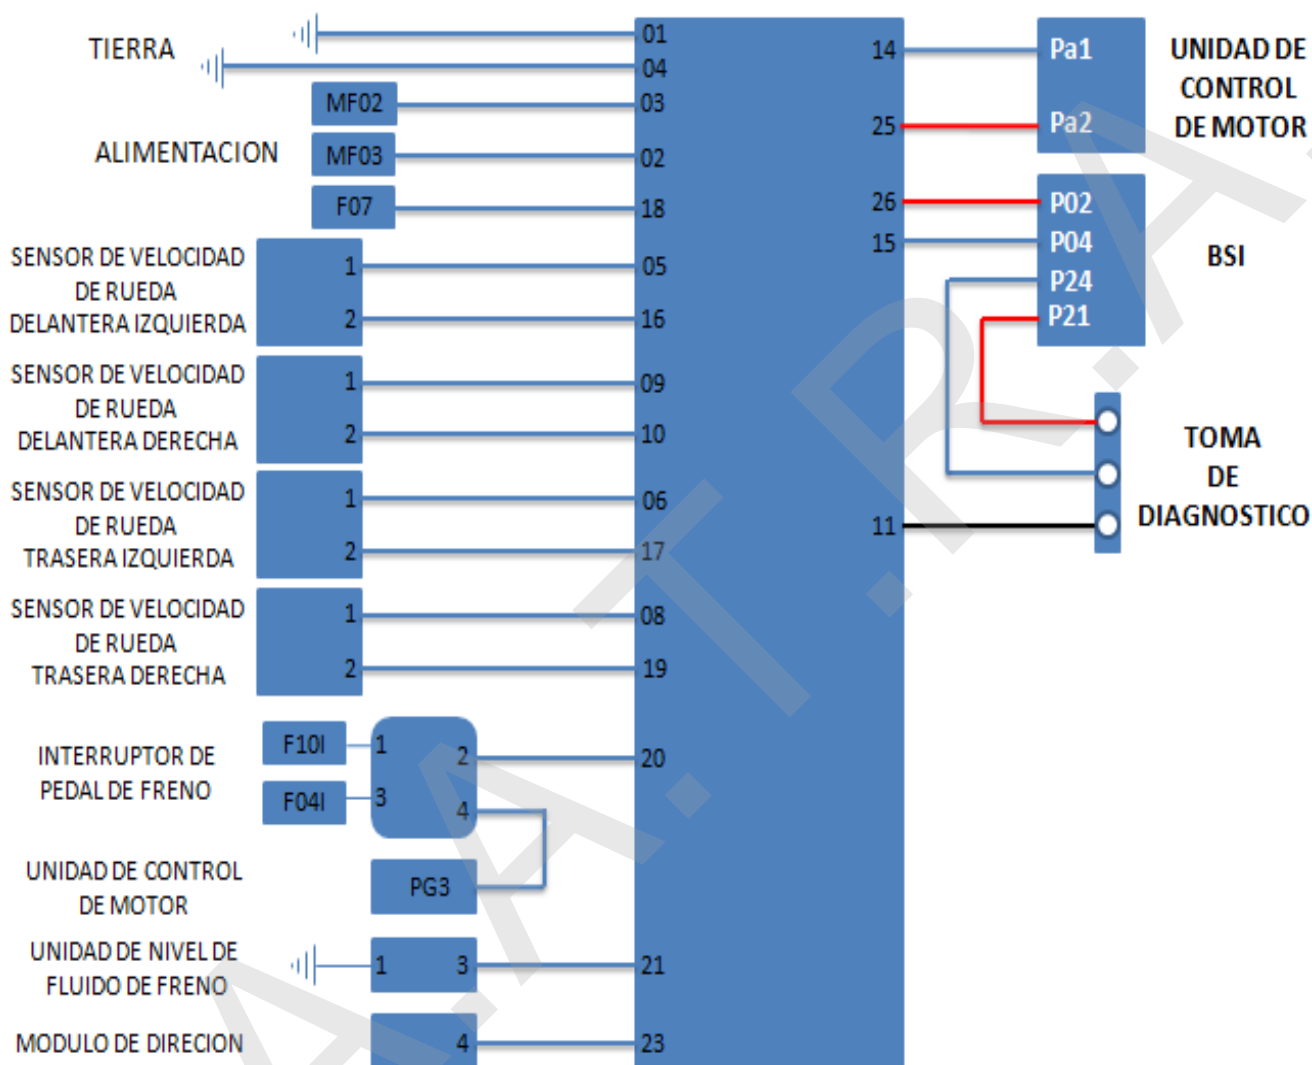 TIERRA
01
04
MF02
03
ALIMENTACION
MF03
02
F07
18
SENSOR DE VELOCIDAD
DE RUEDA
DELANTERA IZQUIERDA
1
05
2
16
SENSOR DE VELOCIDAD
DE RUEDA
DELANTERA DERECHA
1
09
2
10
SENSOR DE VELOCIDAD
DE RUEDA
TRASERA IZQUIERDA
1
06
2
17
SENSOR DE VELOCIDAD
DE RUEDA
TRASERA DERECHA
1
08
2
19
INTERRUPTOR DE
PEDAL DE FRENO
F10I
1
F04I
3
2
20
4
UNIDAD DE CONTROL
DE MOTOR
PG3
UNIDAD DE NIVEL DE
FLUIDO DE FRENO
1
3
21
MODULO DE DIRECION
4
23
14
Pa1
25
Pa2
UNIDAD DE
CONTROL
DE MOTOR
26
P02
15
P04
P24
P21
BSI
TOMA
DE
DIAGNOSTICO
11
A.A.T.R.A.